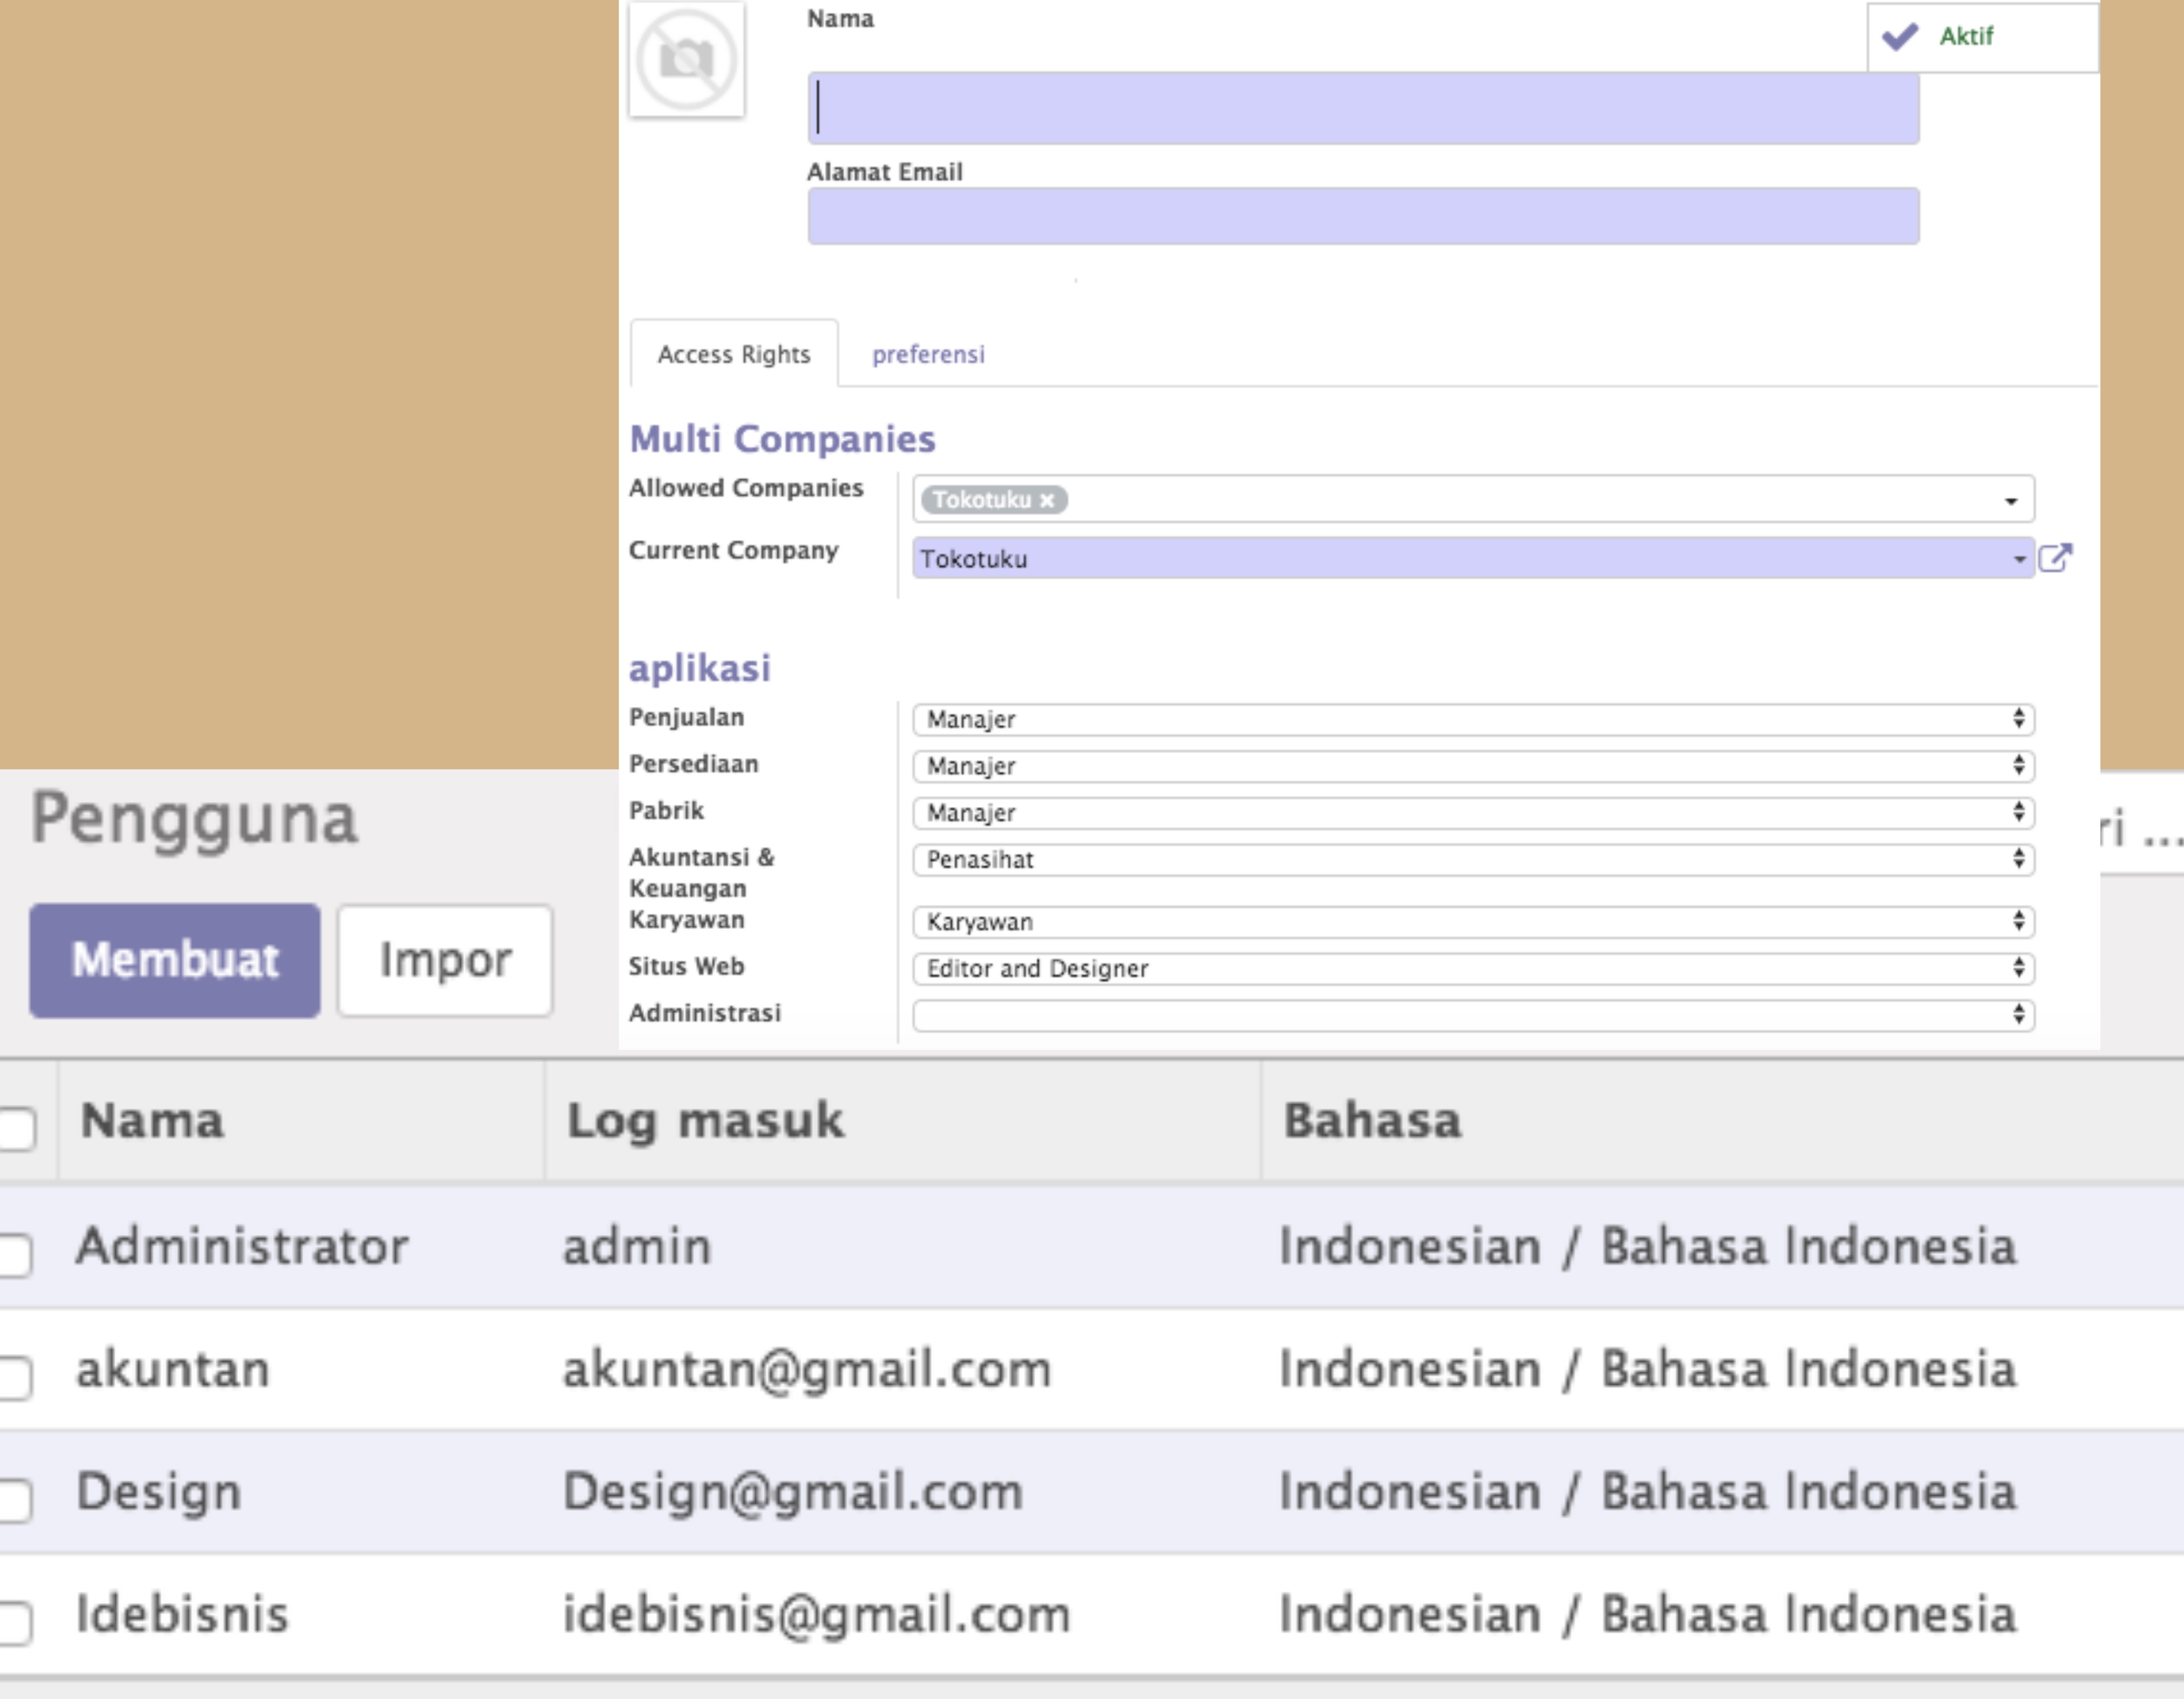 Nama
Aktif
Alamat Email
Access Rights preferensi
Multi Companies
Allowed Companies Tokotuku
Current Company Tokotuku
aplikasi
Penjualan Manajer
Persediaan Manajer
Pabrik Manajer
Akuntansi & Penasihat
Keuangan
Karyawan Karyawan
Situs Web Editor and Designer
Administrasi
Pengguna
ri ...
Membuat Impor
Nama Log masuk Bahasa
Administrator admin Indonesian / Bahasa Indonesia
akuntan akuntan@gmail.com Indonesian / Bahasa Indonesia
Design Design@gmail.com Indonesian / Bahasa Indonesia
Idebisnis idebisnis@gmail.com Indonesian / Bahasa Indonesia